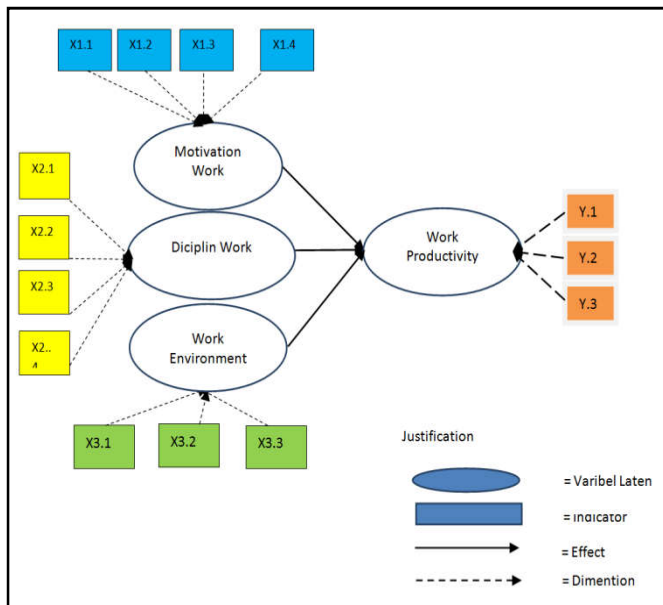 X1.1 X1.2 X1.3 X1.4
Motivation
Work
X2.1
X2.2
X2.3
X2..
Diciplin Work
Work
Environment
Work
Productivity
Y.1
Y.2
Y.3
X3.1 X3.2 X3.3
Justification
= Varibel Laten
= Indicator
= Effect
= Dimention